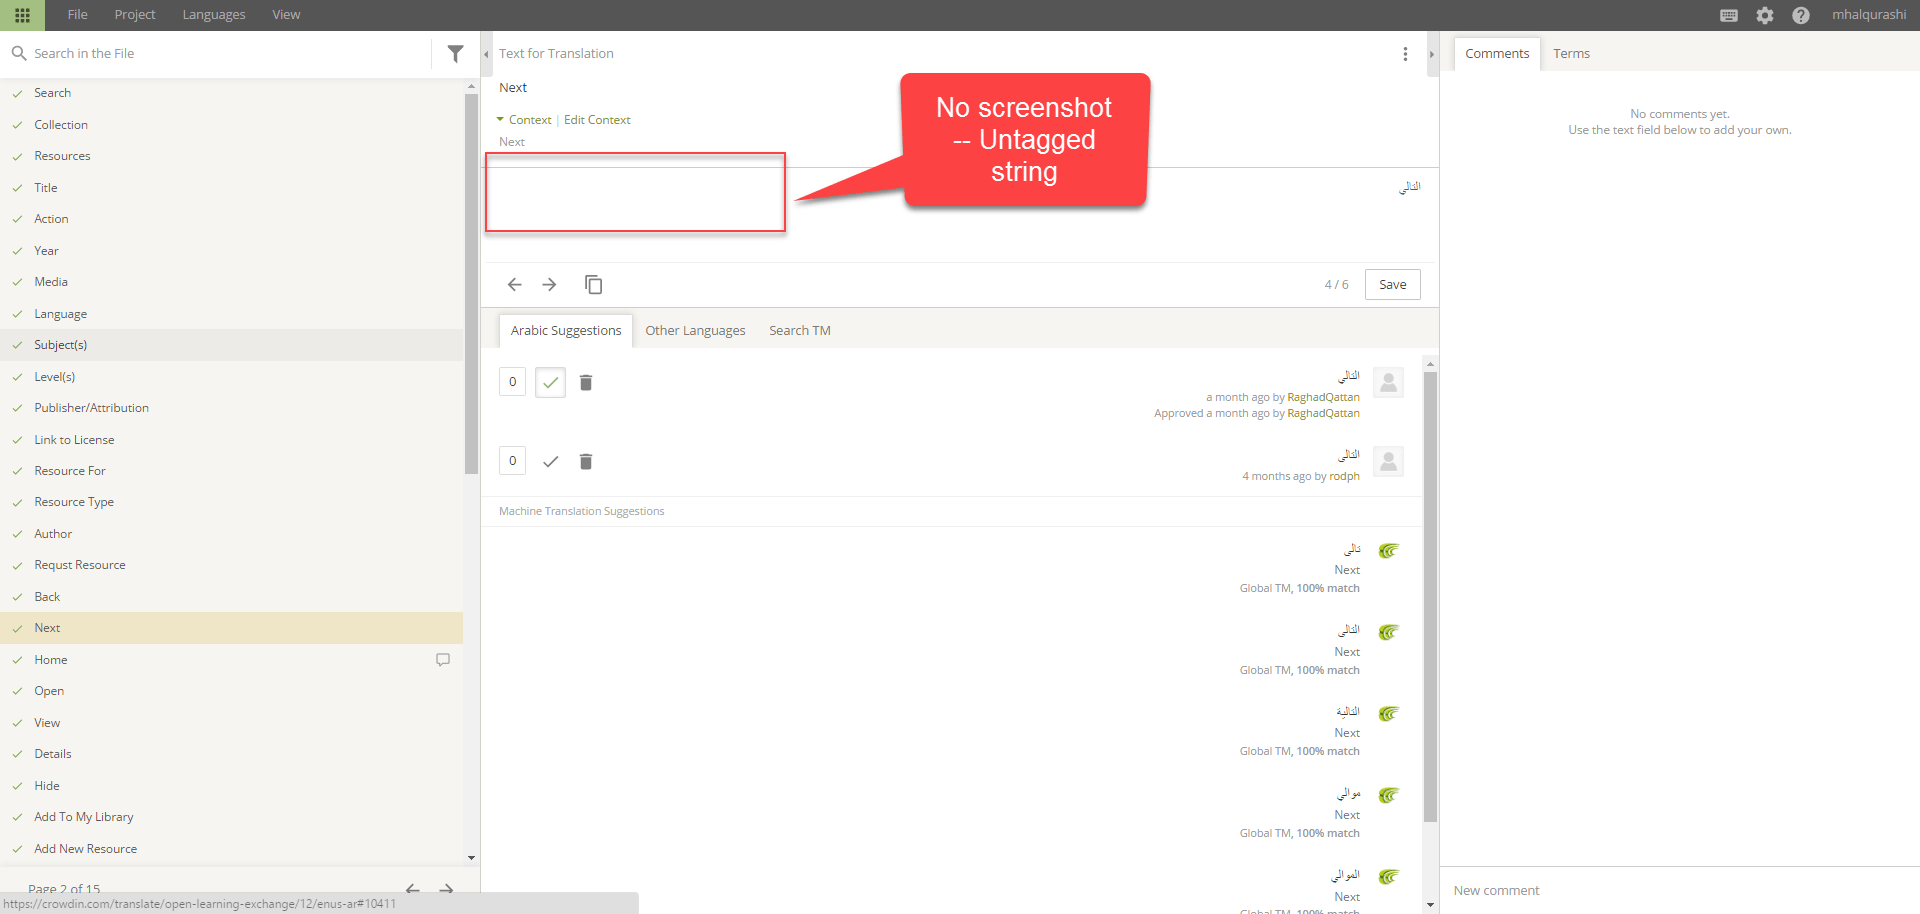 File Project Languages View mhalqurashi
Search in the File
Search
Collection
Resources
Title
Action
Year
Media
Language
Subject(s)
Level(s)
Publisher/Attribution
Link to License
Resource For
Resource Type
Author
Requst Resource
Back
Next
Home
Open
View
Details
Hide
Add To My Library
Add New Resource
Page 2 of 15
https://crowdin.com/translate/open-learning-exchange/12/enus-ar#10411
Text for Translation
Next
Context | Edit Context
Next
No screenshot
-- Untagged
string
التالي
4 / 6 Save
Arabic Suggestions Other Languages Search TM
0 التالي
a month ago by RaghadQattan
Approved a month ago by RaghadQattan
0 التالى
4 months ago by rodph
Machine Translation Suggestions
تالى
Next
Global TM, 100% match
التالى
Next
Global TM, 100% match
التالية
Next
Global TM, 100% match
موالي
Next
Global TM, 100% match
الموالي
Next
Global TM, 100% match
Comments Terms
No comments yet.
Use the text field below to add your own.
New comment